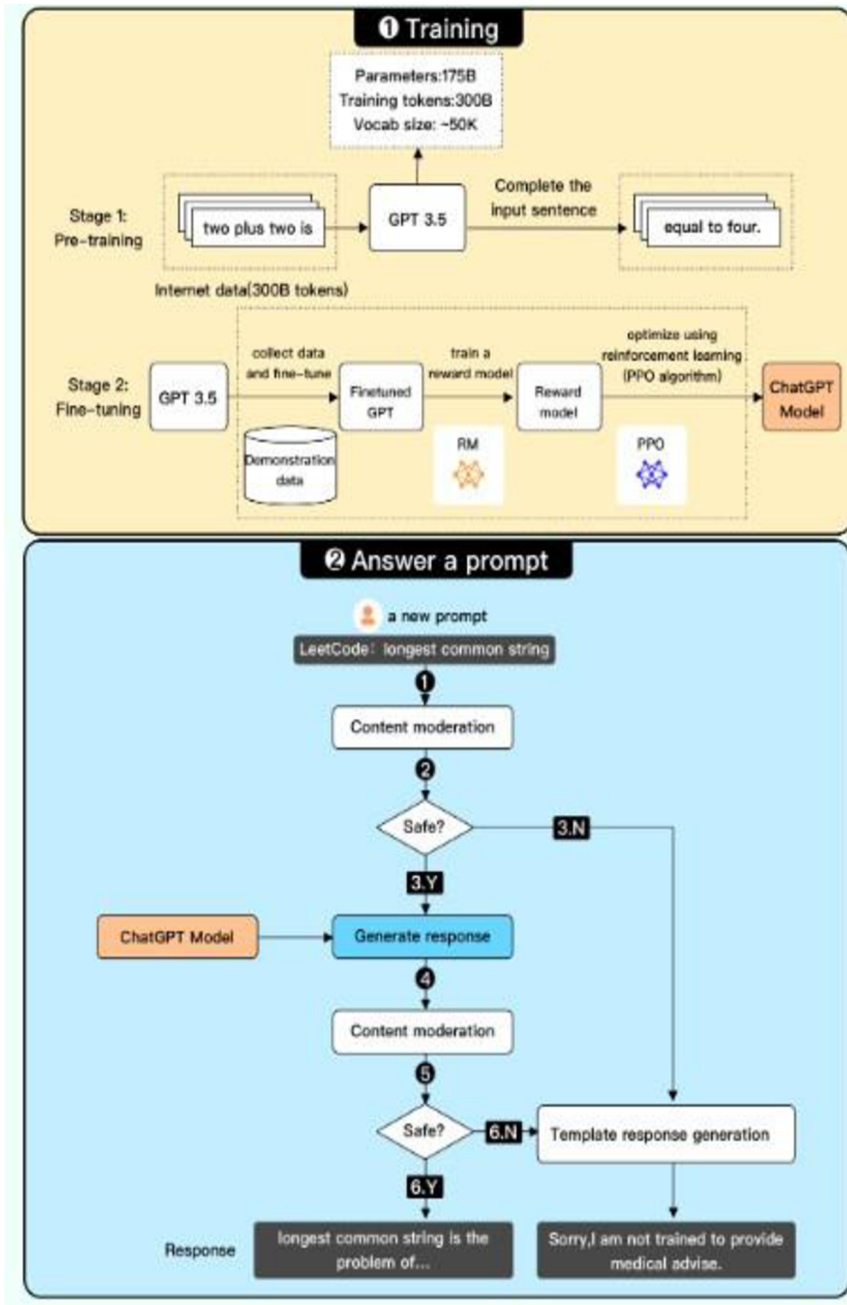 ❶ Training
Parameters:175B
Training tokens:300B
Vocab size: ~50K
Stage 1:
Pre-training
two plus two is
GPT 3.5
Complete the
input sentence
equal to four.
Internet data(300B tokens)
Stage 2:
Fine-tuning
GPT 3.5
collect data
and fine-tune
Demonstration
data
Finetuned
GPT
train a
reward model
RM
Reward
model
optimize using
reinforcement learning
(PPO algorithm)
PPO
ChatGPT
Model
❷ Answer a prompt
a new prompt
LeetCode: longest common string
❶
Content moderation
❷
Safe?
3.N
3.Y
ChatGPT Model
Generate response
❹
Content moderation
❺
Safe?
6.N
Template response generation
6.Y
Response
longest common string is the
problem of...
Sorry,I am not trained to provide
medical advise.